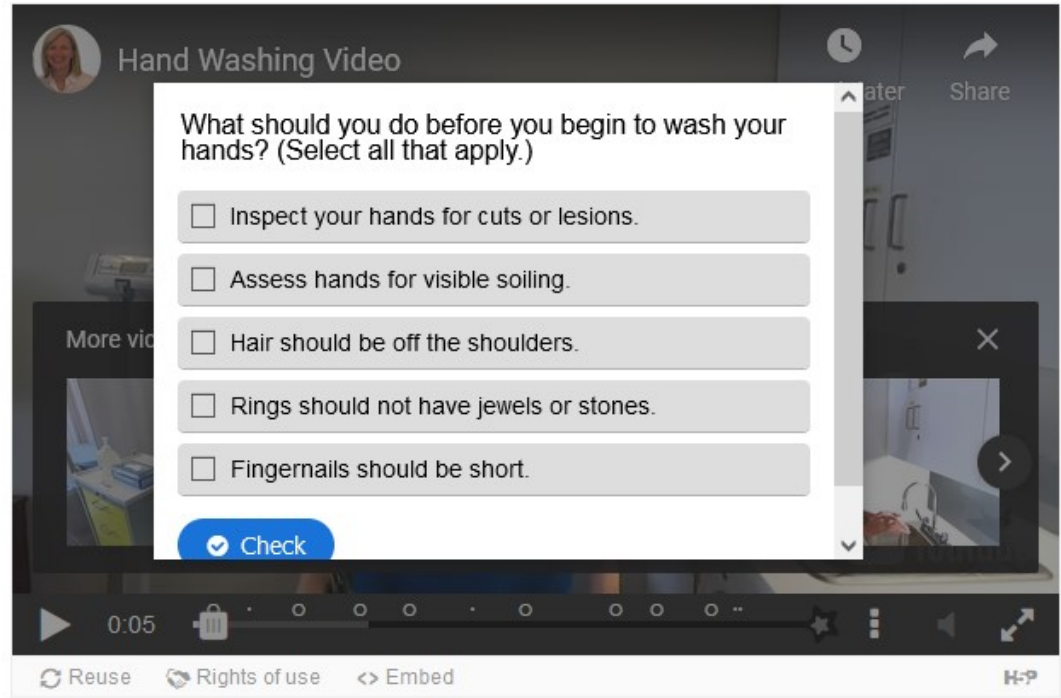 Hand Washing Video
ater
Share
What should you do before you begin to wash your
hands? (Select all that apply.)
Inspect your hands for cuts or lesions.
Assess hands for visible soiling.
Hair should be off the shoulders.
Rings should not have jewels or stones.
Fingernails should be short.
More vid
Check
0:05
Reuse
Rights of use
<> Embed
H5P